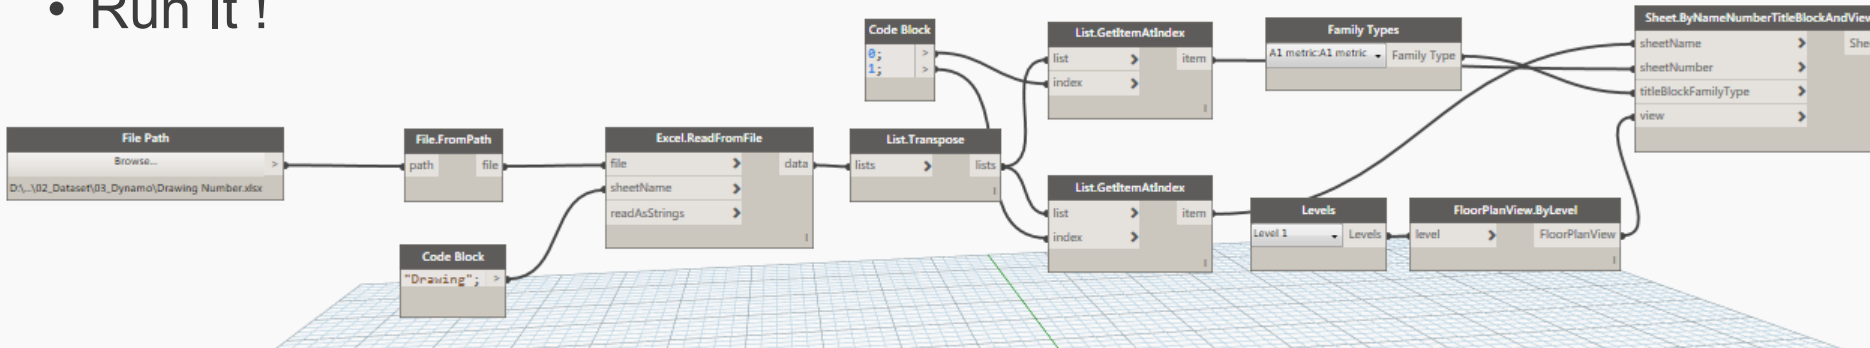 • Run It !
Code Block
0; >
1; >
List.GetItemAtIndex
list > item
index >
Family Types
A1 metric:A1 metric Family Type
Sheet.ByNameNumberTitleBlockAndView
sheetName > She
sheetNumber >
titleBlockFamilyType >
view >
File Path
Browse... >
D:\...\02_Dataset\03_Dynamo\Drawing Number.xlsx
File.FromPath
path file
Excel.ReadFromFile
file > data
sheetName >
readAsStrings >
List.Transpose
lists > lists
List.GetItemAtIndex
list > item
index >
Levels
Level 1 Levels
FloorPlanView.ByLevel
level > FloorPlanView
Code Block
"Drawing"; >